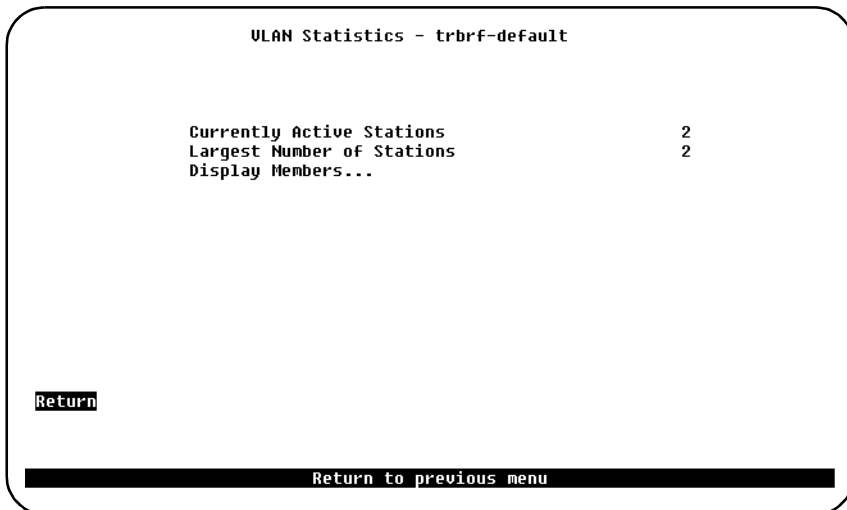 VLAN Statistics - trbrf-default
Currently Active Stations 2
Largest Number of Stations 2
Display Members...
Return
Return to previous menu